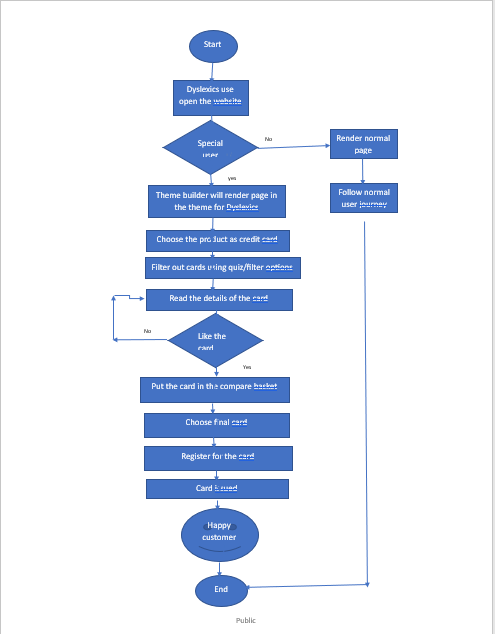 Start
Dyslexics use
open the website
Special
user
No
Render normal
page
yes
Theme builder will render page in
the theme for Dyslexics
Follow normal
user journey
Choose the product as credit card
Filter out cards using quiz/filter options
Read the details of the card
No
Like the
card
Yes
Put the card in the compare basket
Choose final card
Register for the card
Card issued
Happy
customer
End
Public